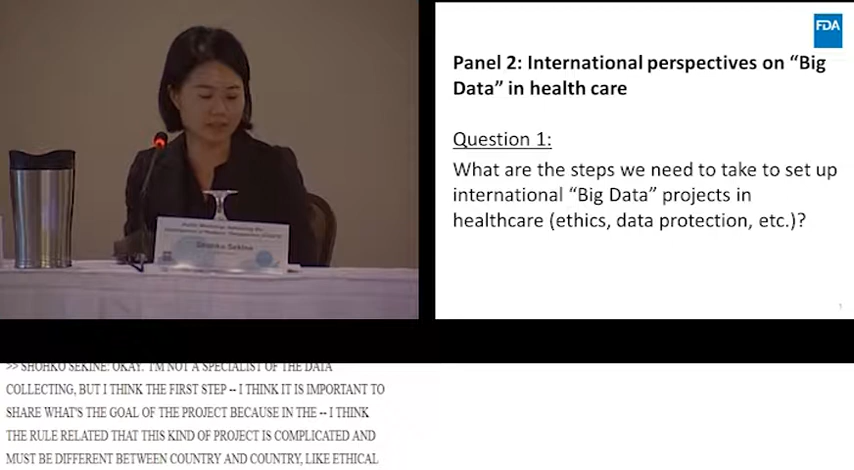 FDA
Panel 2: International perspectives on “Big
Data” in health care
Question 1:
What are the steps we need to take to set up
international “Big Data” projects in
healthcare (ethics, data protection, etc.)?
1
Shohko Sekine
>> SHOHKO SEKINE: OKAY. I'M NOT A SPECIALIST OF THE DATA
COLLECTING, BUT I THINK THE FIRST STEP -- I THINK IT IS IMPORTANT TO
SHARE WHAT'S THE GOAL OF THE PROJECT BECAUSE IN THE -- I THINK
THE RULE RELATED THAT THIS KIND OF PROJECT IS COMPLICATED AND
MUST BE DIFFERENT BETWEEN COUNTRY AND COUNTRY, LIKE ETHICAL